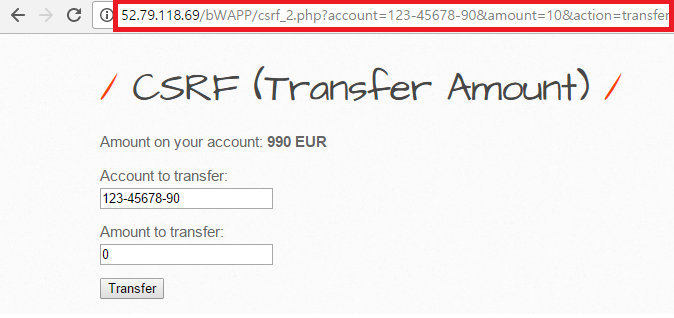 52.79.118.69/bWAPP/csrf_2.php?account=123-45678-90&amount=10&action=transfer
/ CSRF (Transfer Amount) /
Amount on your account: 990 EUR
Account to transfer:
123-45678-90
Amount to transfer:
0
Transfer